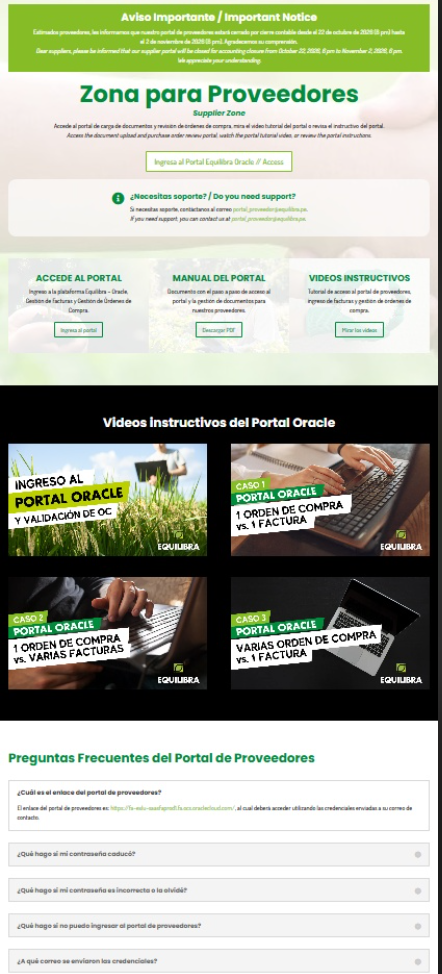 Aviso Importante / Important Notice
Estimados proveedores, les informamos que nuestro portal de proveedores estará cerrado por cierre contable desde el 22 de octubre de 2026 (6 pm) hasta
el 2 de noviembre de 2026 (6 pm). Agradecemos su comprensión.
Dear suppliers, please be informed that our supplier portal will be closed for accounting closure from October 22, 2026, 6 pm to November 2, 2026, 6 pm.
We appreciate your understanding.
Zona para Proveedores
Supplier Zone
Accede al portal de carga de documentos y revisión de órdenes de compra, mira el video tutorial del portal o revisa el instructivo del portal.
Access the document upload and purchase order review portal, watch the portal tutorial video, or review the portal instructions.
Ingresa al Portal Equilibra Oracle // Access
¿Necesitas soporte? / Do you need support?
Si necesitas soporte, contáctanos al correo portal_proveedor@equilibra.pe.
If you need support, you can contact us at portal_proveedor@equilibra.pe.
ACCEDE AL PORTAL
Ingresa a la plataforma Equilibra – Oracle,
Gestión de Facturas y Gestión de Órdenes de
Compra.
Ingresa al portal
MANUAL DEL PORTAL
Documento con el paso a paso de acceso al
portal y la gestión de documentos para
nuestros proveedores.
Descargar PDF
VIDEOS INSTRUCTIVOS
Tutorial de acceso al portal de proveedores,
ingreso de facturas y gestión de órdenes de
compra.
Mirar los videos
Videos instructivos del Portal Oracle
INGRESO AL
PORTAL ORACLE
Y VALIDACIÓN DE OC
EQUILIBRA
CASO 1
PORTAL ORACLE
1 ORDEN DE COMPRA
vs. 1 FACTURA
EQUILIBRA
CASO 2
PORTAL ORACLE
1 ORDEN DE COMPRA
vs. VARIAS FACTURAS
EQUILIBRA
CASO 3
PORTAL ORACLE
VARIAS ORDEN DE COMPRA
vs. 1 FACTURA
EQUILIBRA
Preguntas Frecuentes del Portal de Proveedores
¿Cuál es el enlace del portal de proveedores?
El enlace del portal de proveedores es: al cual deberá acceder utilizando las credenciales enviadas a su correo de
contacto.
¿Qué hago si mi contraseña caducó?
¿Qué hago si mi contraseña es incorrecta o la olvidé?
¿Qué hago si no puedo ingresar al portal de proveedores?
¿A qué correo se enviaron las credenciales?